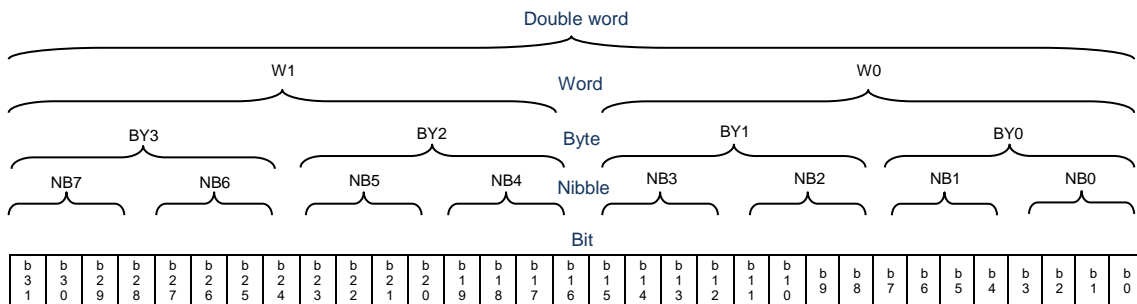 Double word
W1 Word W0
BY3 BY2 Byte BY1 BY0
NB7 NB6 NB5 NB4 Nibble NB3 NB2 NB1 NB0
Bit
b31 b30 b29 b28 b27 b26 b25 b24 b23 b22 b21 b20 b19 b18 b17 b16 b15 b14 b13 b12 b11 b10 b9 b8 b7 b6 b5 b4 b3 b2 b1 b0